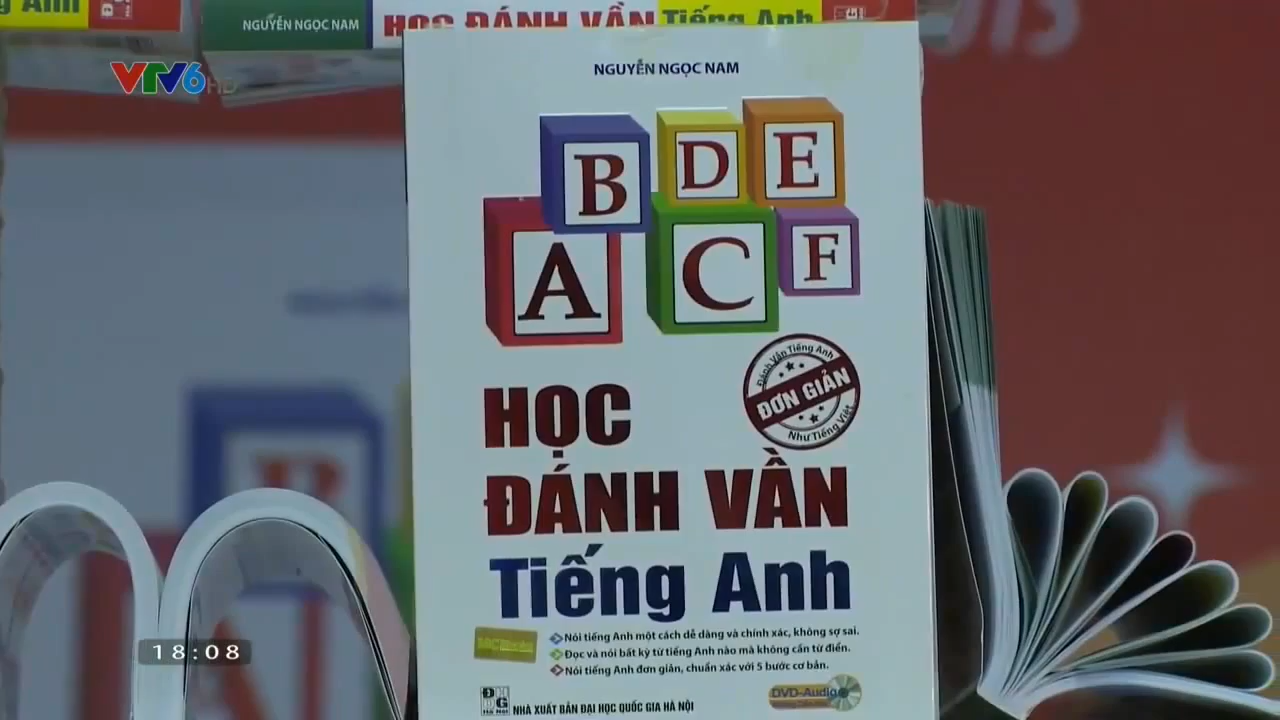 Tiếng Anh
NGUYỄN NGỌC NAM
HỌC ĐÁNH VẦN Tiếng Anh
VTV6HD
NGUYỄN NGỌC NAM
B
D
E
A
C
F
Đánh Vần Tiếng Anh
ĐƠN GIẢN
Như Tiếng Việt
HỌC
ĐÁNH VẦN
Tiếng Anh
Nói tiếng Anh một cách dễ dàng và chính xác, không sợ sai.
Đọc và nói bất kỳ từ tiếng Anh nào mà không cần từ điển.
Nói tiếng Anh đơn giản, chuẩn xác với 5 bước cơ bản.
NHÀ XUẤT BẢN ĐẠI HỌC QUỐC GIA HÀ NỘI
DVD-Audio
18:08